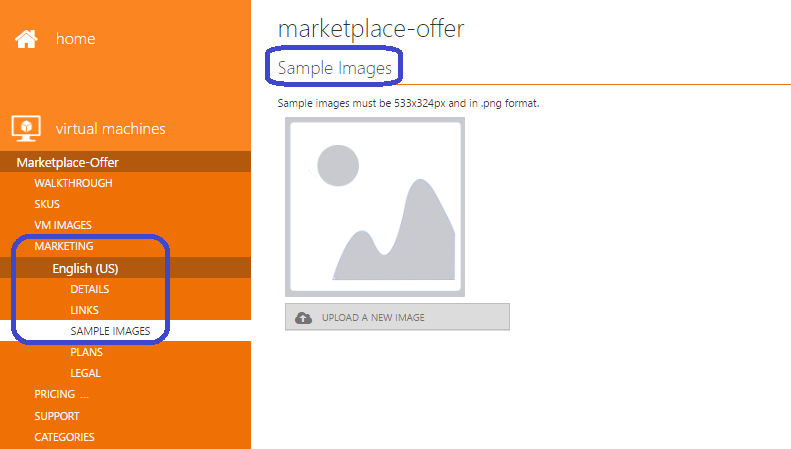 home
virtual machines
Marketplace-Offer
WALKTHROUGH
SKUS
VM IMAGES
MARKETING
English (US)
DETAILS
LINKS
SAMPLE IMAGES
PLANS
LEGAL
PRICING ...
SUPPORT
CATEGORIES
marketplace-offer
Sample Images
Sample images must be 533x324px and in .png format.
UPLOAD A NEW IMAGE